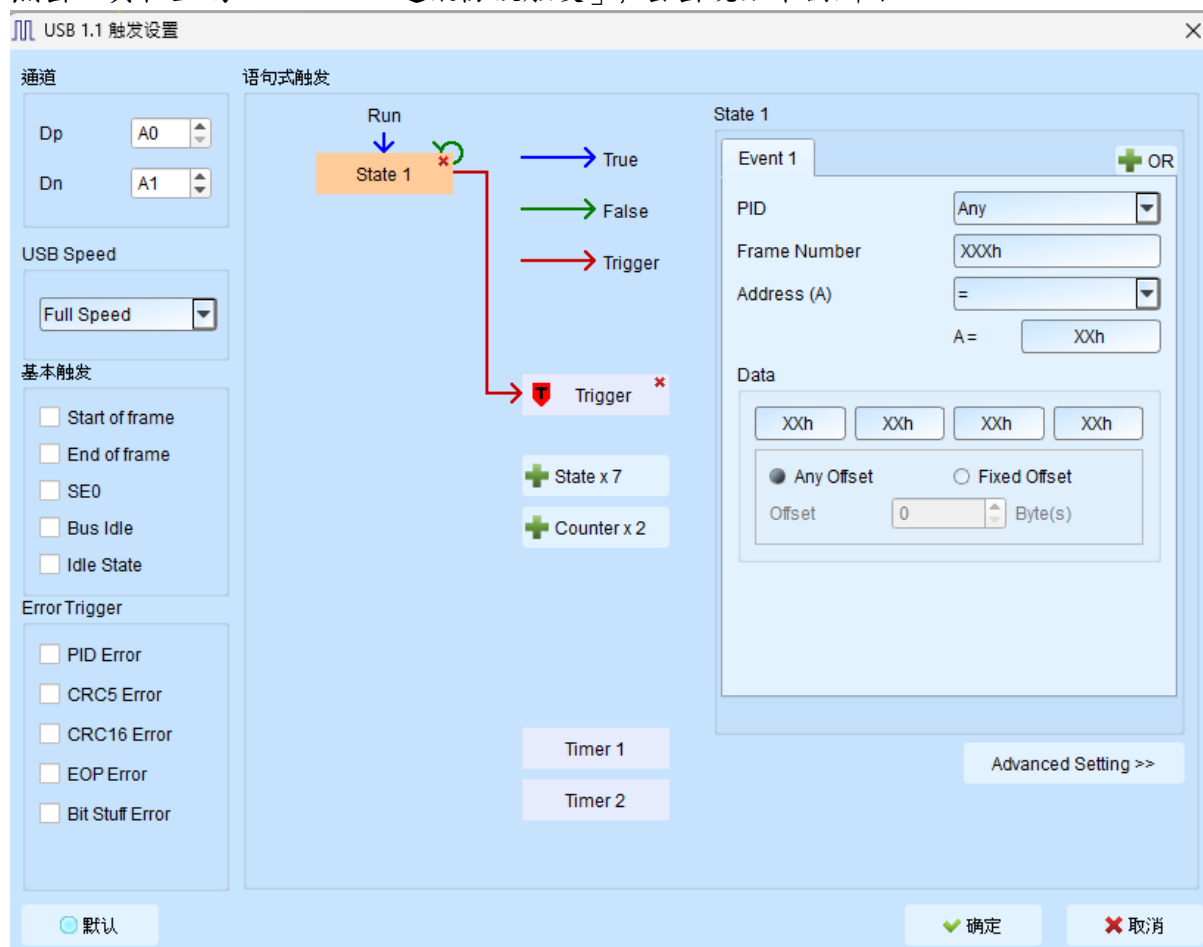 USB 1.1 触发设置
通道
Dp
A0
Dn
A1
USB Speed
Full Speed
基本触发
Start of frame
End of frame
SE0
Bus Idle
Idle State
Error Trigger
PID Error
CRC5 Error
CRC16 Error
EOP Error
Bit Stuff Error
语句式触发
Run
State 1
True
False
Trigger
T Trigger
State x 7
Counter x 2
Timer 1
Timer 2
State 1
Event 1
OR
PID
Any
Frame Number
XXXh
Address (A)
=
A =
XXh
Data
XXh XXh XXh XXh
Any Offset Fixed Offset
Offset 0 Byte(s)
Advanced Setting >>
默认
确定
取消